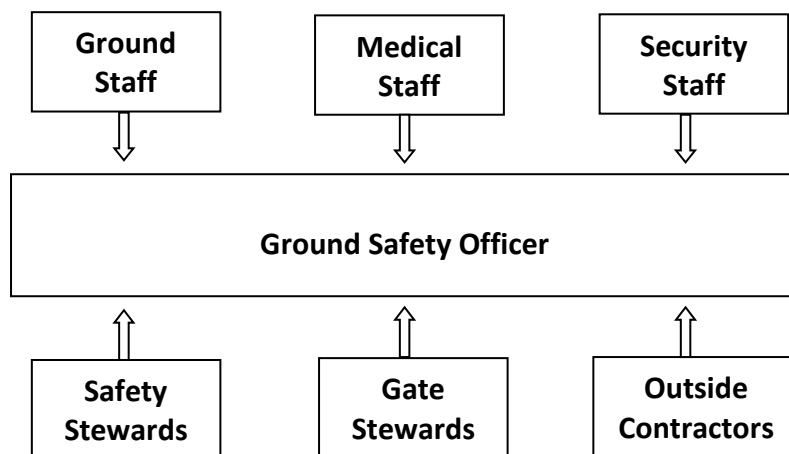 Ground
Staff
Medical
Staff
Security
Staff
Ground Safety Officer
Safety
Stewards
Gate
Stewards
Outside
Contractors